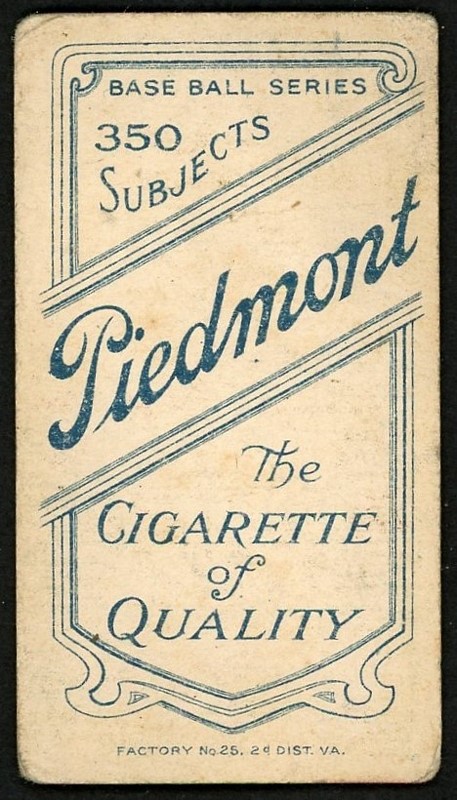 BASE BALL SERIES
350
SUBJECTS
Piedmont
The
CIGARETTE
of
QUALITY
FACTORY No. 25, 2d DIST. VA.